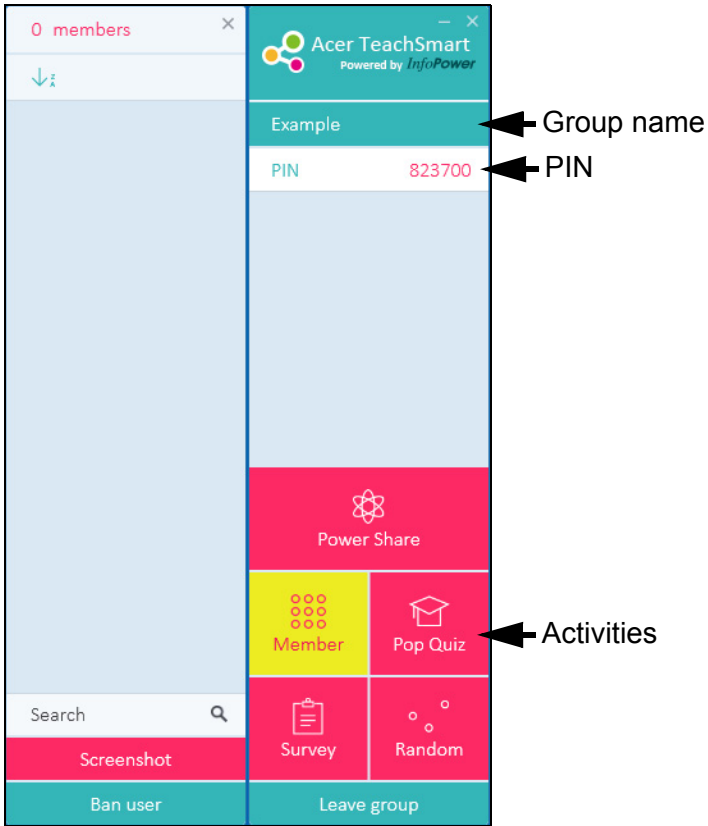 0 members
Acer TeachSmart
Powered by InfoPower
Example
Group name
PIN 823700
PIN
Power Share
Member
Pop Quiz
Activities
Search
Survey
Random
Screenshot
Ban user
Leave group